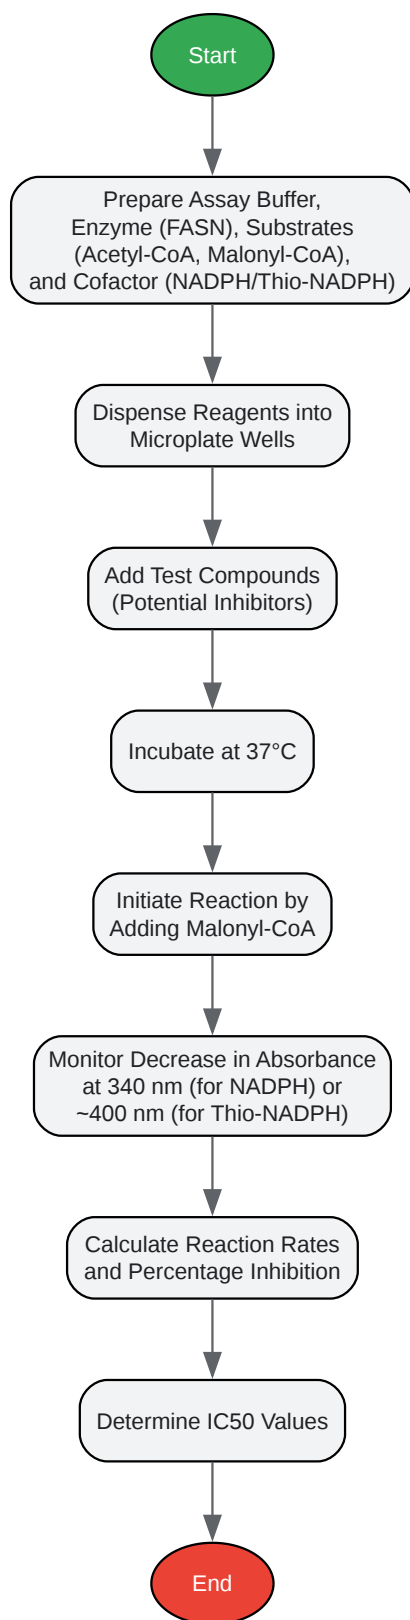 Start
Prepare Assay Buffer,
Enzyme (FASN), Substrates
(Acetyl-CoA, Malonyl-CoA),
and Cofactor (NADPH/Thio-NADPH)
Dispense Reagents into
Microplate Wells
Add Test Compounds
(Potential Inhibitors)
Incubate at 37°C
Initiate Reaction by
Adding Malonyl-CoA
Monitor Decrease in Absorbance
at 340 nm (for NADPH) or
~400 nm (for Thio-NADPH)
Calculate Reaction Rates
and Percentage Inhibition
Determine IC50 Values
End